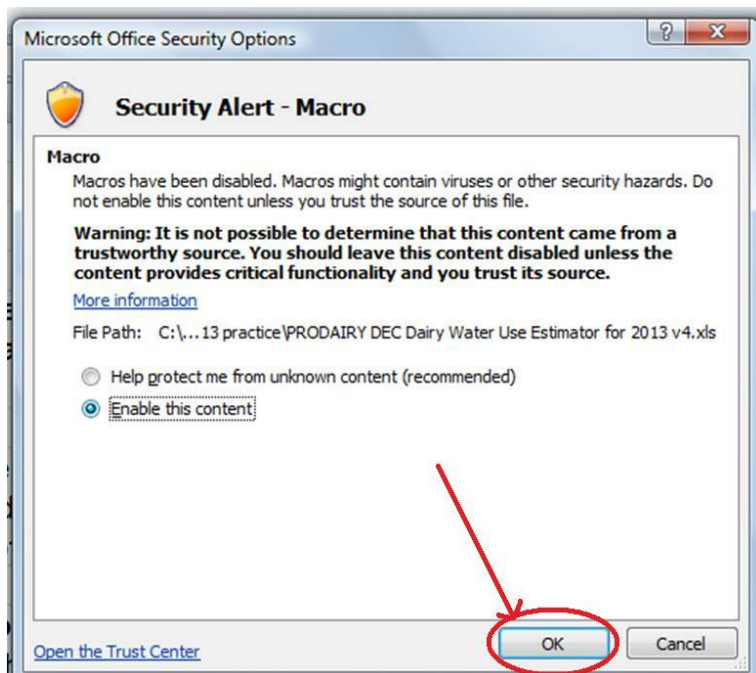 Microsoft Office Security Options
Security Alert - Macro
Macro
Macros have been disabled. Macros might contain viruses or other security hazards. Do
not enable this content unless you trust the source of this file.
Warning: It is not possible to determine that this content came from a
trustworthy source. You should leave this content disabled unless the
content provides critical functionality and you trust its source.
More information
File Path: C:\...13 practice\PRODAIRY DEC Dairy Water Use Estimator for 2013 v4.xls
Help protect me from unknown content (recommended)
Enable this content
OK
Cancel
Open the Trust Center